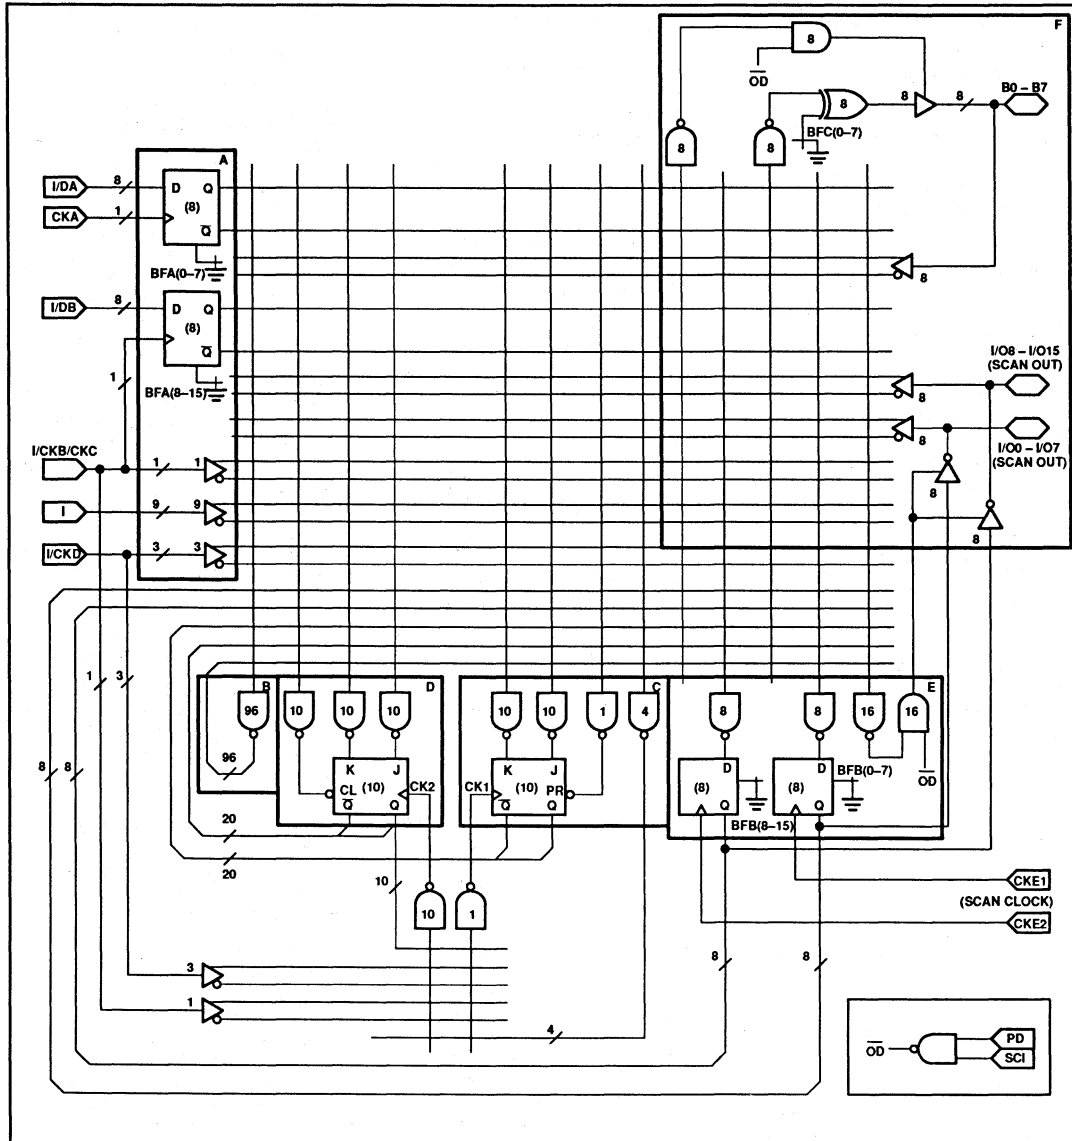 F
8
OD
B0 – B7
8
8
8
BFC(0–7)
8
8
A
I/DA
8
D Q
(8)
CKA
1
Q
BFA(0–7)
8
I/DB
8
D Q
(8)
Q
BFA(8–15)
1
I/O8 – I/O15
(SCAN OUT)
8
I/CKB/CKC
1
1
8
I/O0 – I/O7
(SCAN OUT)
8
I
9
9
I/CKD
3
3
8
1
3
B
D
C
E
96
10
10
10
10
10
1
4
8
8
16
16
96
8
8
K J
(10)
CL
CK2
Q Q
CK1
K J
(10)
PR
Q Q
D
(8)
Q
BFB(8–15)
BFB(0–7)
D
(8)
Q
OD
20
20
10
10
1
CKE1
(SCAN CLOCK)
CKE2
8
8
3
1
4
OD
PD
SCI